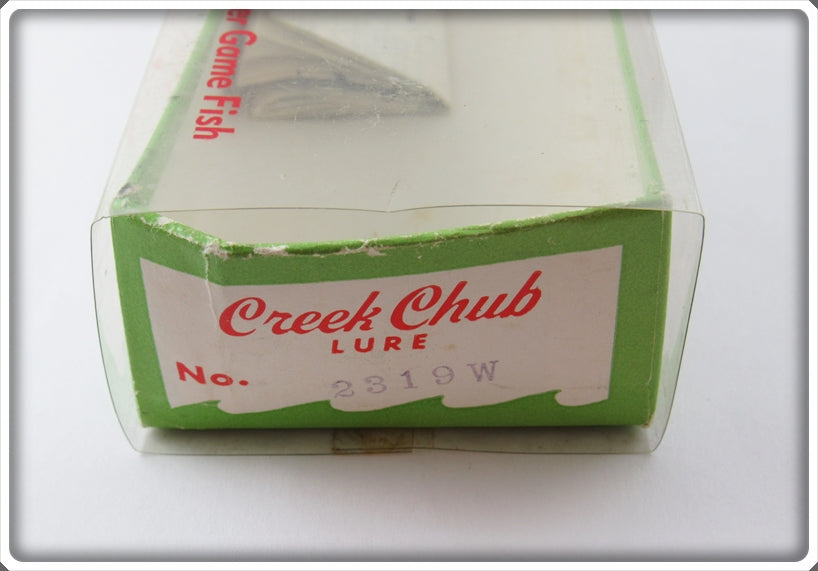 Game Fish
Creek Chub
LURE
No. 2319W